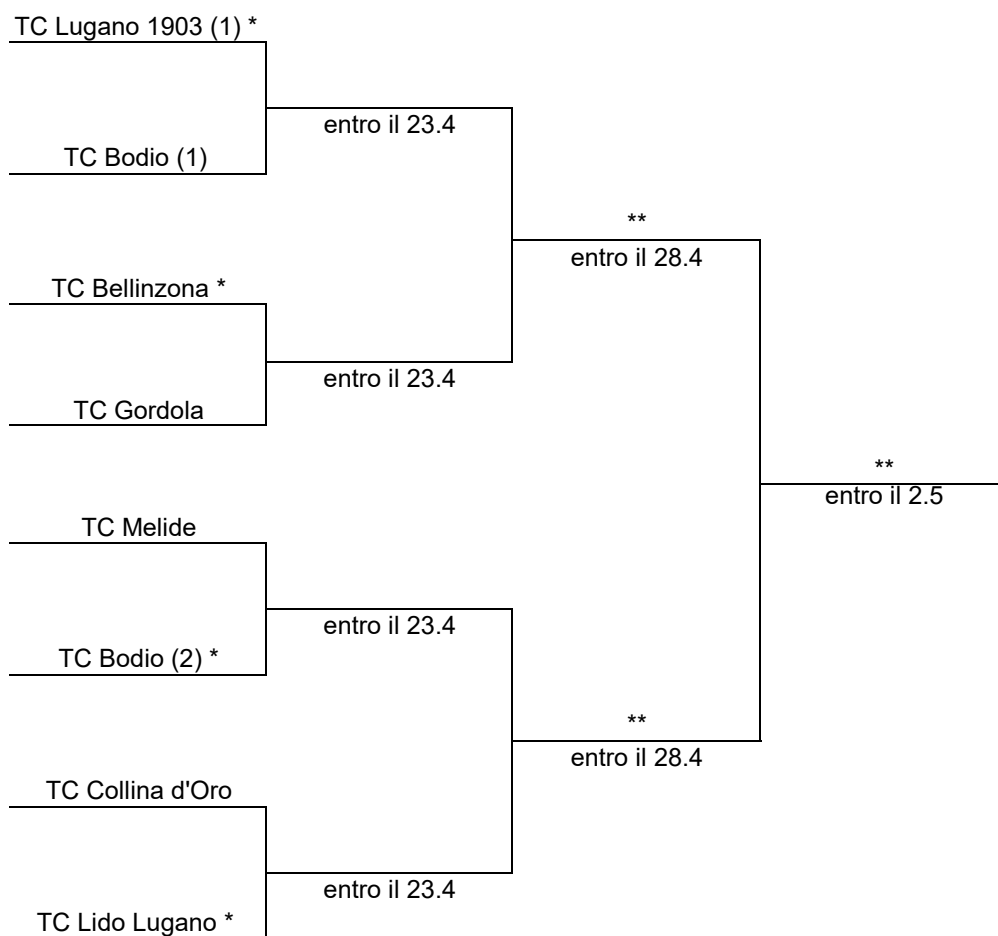 TC Lugano 1903 (1) *
entro il 23.4
TC Bodio (1)
**
entro il 28.4
TC Bellinzona *
entro il 23.4
TC Gordola
**
entro il 2.5
TC Melide
entro il 23.4
TC Bodio (2) *
**
entro il 28.4
TC Collina d'Oro
entro il 23.4
TC Lido Lugano *